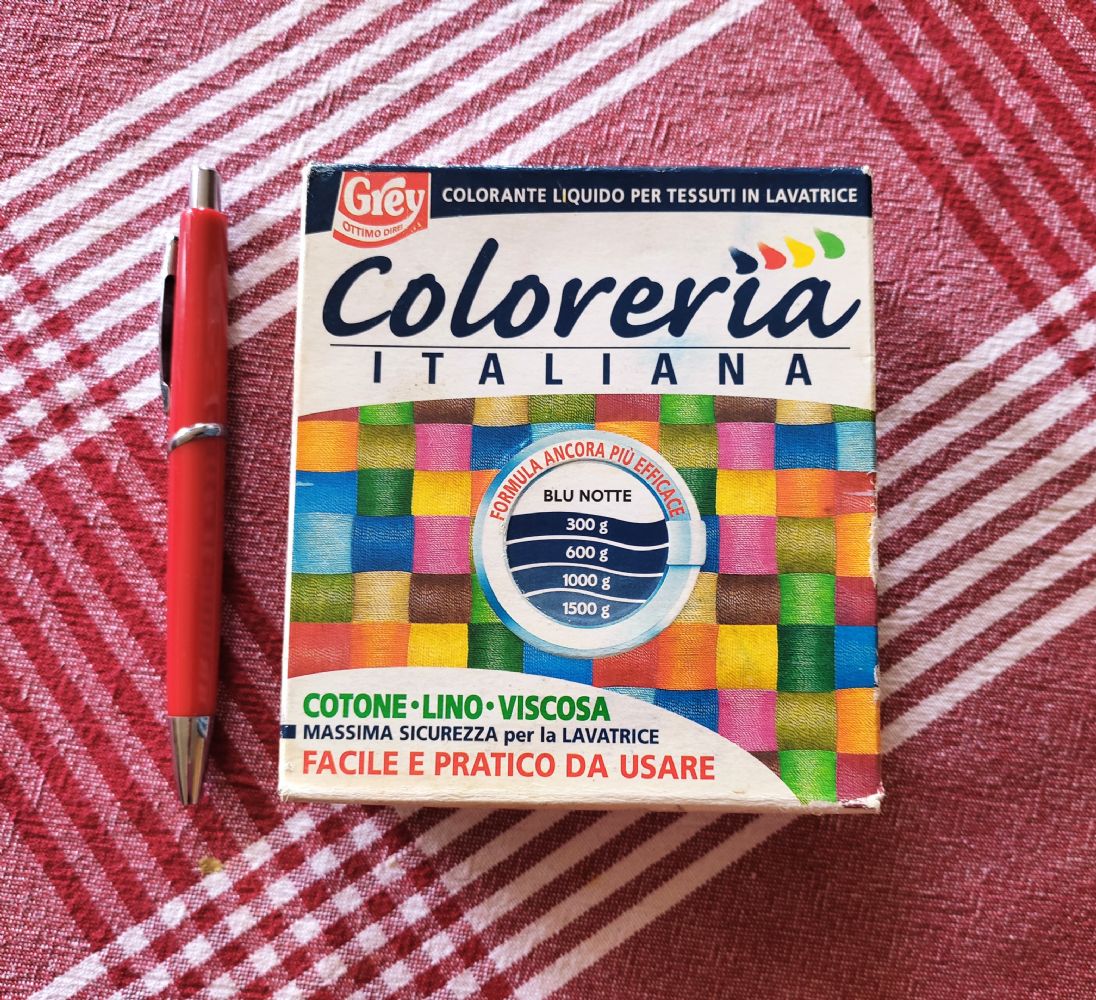 Grey
OTTIMO DIREI
COLORANTE LIQUIDO PER TESSUTI IN LAVATRICE
Coloreria
ITALIANA
FORMULA ANCORA PIÙ EFFICACE
BLU NOTTE
300 g
600 g
1000 g
1500 g
COTONE • LINO • VISCOSA
MASSIMA SICUREZZA per la LAVATRICE
FACILE E PRATICO DA USARE